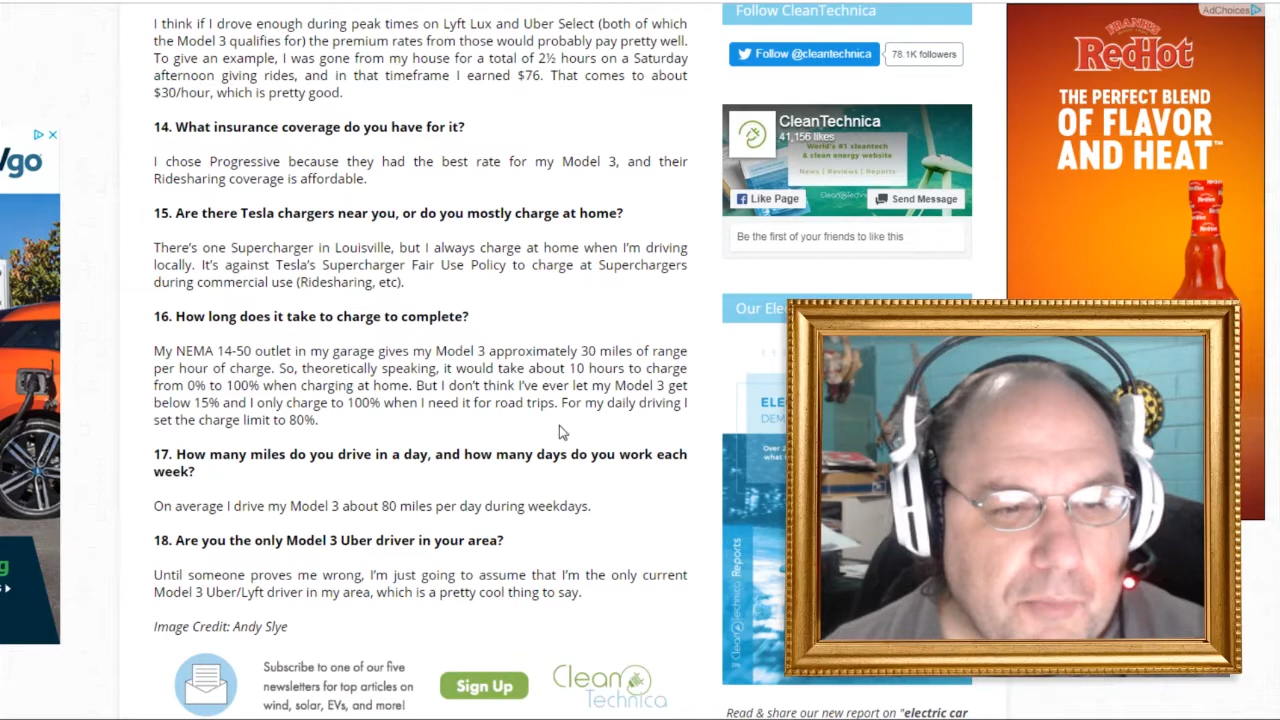 I think if I drove enough during peak times on Lyft Lux and Uber Select (both of which
the Model 3 qualifies for) the premium rates from those would probably pay pretty well.
To give an example, I was gone from my house for a total of 2½ hours on a Saturday
afternoon giving rides, and in that timeframe I earned $76. That comes to about
$30/hour, which is pretty good.
14. What insurance coverage do you have for it?
I chose Progressive because they had the best rate for my Model 3, and their
Ridesharing coverage is affordable.
15. Are there Tesla chargers near you, or do you mostly charge at home?
There's one Supercharger in Louisville, but I always charge at home when I'm driving
locally. It's against Tesla's Supercharger Fair Use Policy to charge at Superchargers
during commercial use (Ridesharing, etc).
16. How long does it take to charge to complete?
My NEMA 14-50 outlet in my garage gives my Model 3 approximately 30 miles of range
per hour of charge. So, theoretically speaking, it would take about 10 hours to charge
from 0% to 100% when charging at home. But I don't think I've ever let my Model 3 get
below 15% and I only charge to 100% when I need it for road trips. For my daily driving I
set the charge limit to 80%.
17. How many miles do you drive in a day, and how many days do you work each
week?
On average I drive my Model 3 about 80 miles per day during weekdays.
18. Are you the only Model 3 Uber driver in your area?
Until someone proves me wrong, I'm just going to assume that I'm the only current
Model 3 Uber/Lyft driver in my area, which is a pretty cool thing to say.
Image Credit: Andy Slye
Subscribe to one of our five
newsletters for top articles on
wind, solar, EVs, and more!
Sign Up
CleanTechnica
Follow CleanTechnica
Follow @cleantechnica
78.1K followers
CleanTechnica
41,156 likes
World's #1 cleantech
& clean energy website
News | Reviews | Reports
Like Page
Send Message
Be the first of your friends to like this
Our Ele
ELE
DEM
Over 2
what
CleanTechnica Reports
Read & share our new report on "electric car
AdChoices
FRANK'S
RedHot
THE PERFECT BLEND
OF FLAVOR
AND HEAT™
go